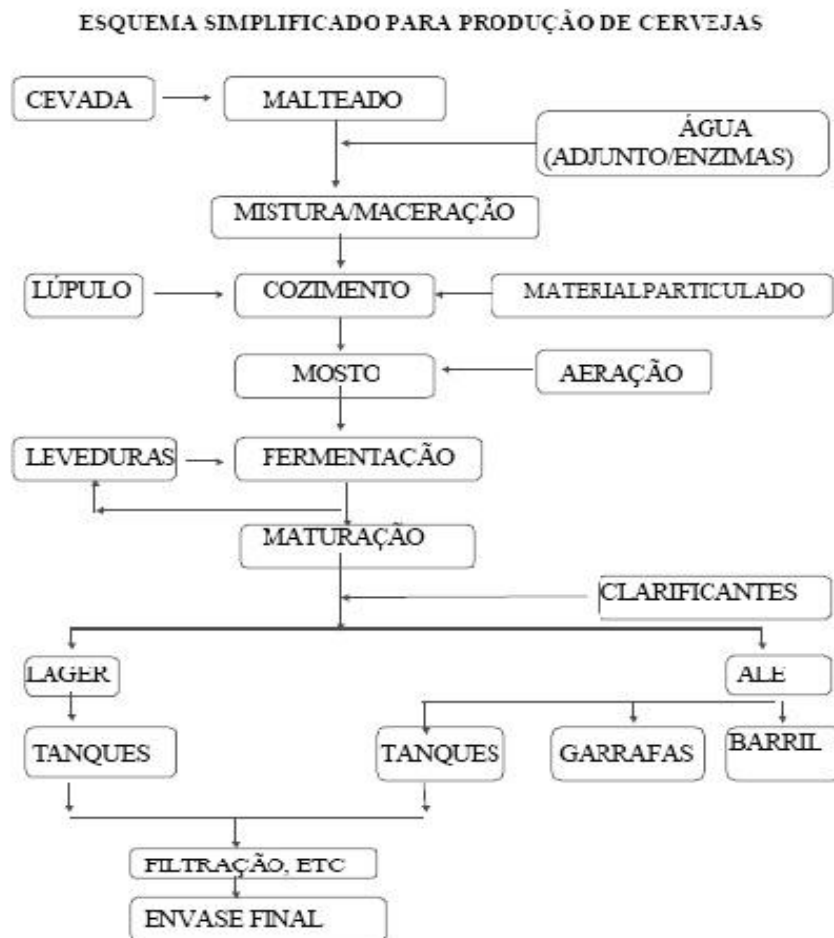 ESQUEMA SIMPLIFICADO PARA PRODUÇÃO DE CERVEJAS
CEVADA
MALTEADO
ÁGUA
(ADJUNTO/ENZIMAS)
MISTURA/MACERAÇÃO
LÚPULO
COZIMENTO
MATERIALPARTICULADO
MOSTO
AERAÇÃO
LEVEDURAS
FERMENTAÇÃO
MATURAÇÃO
CLARIFICANTES
LAGER
ALE
TANQUES
TANQUES
GARRAFAS
BARRIL
FILTRAÇÃO, ETC
ENVASE FINAL